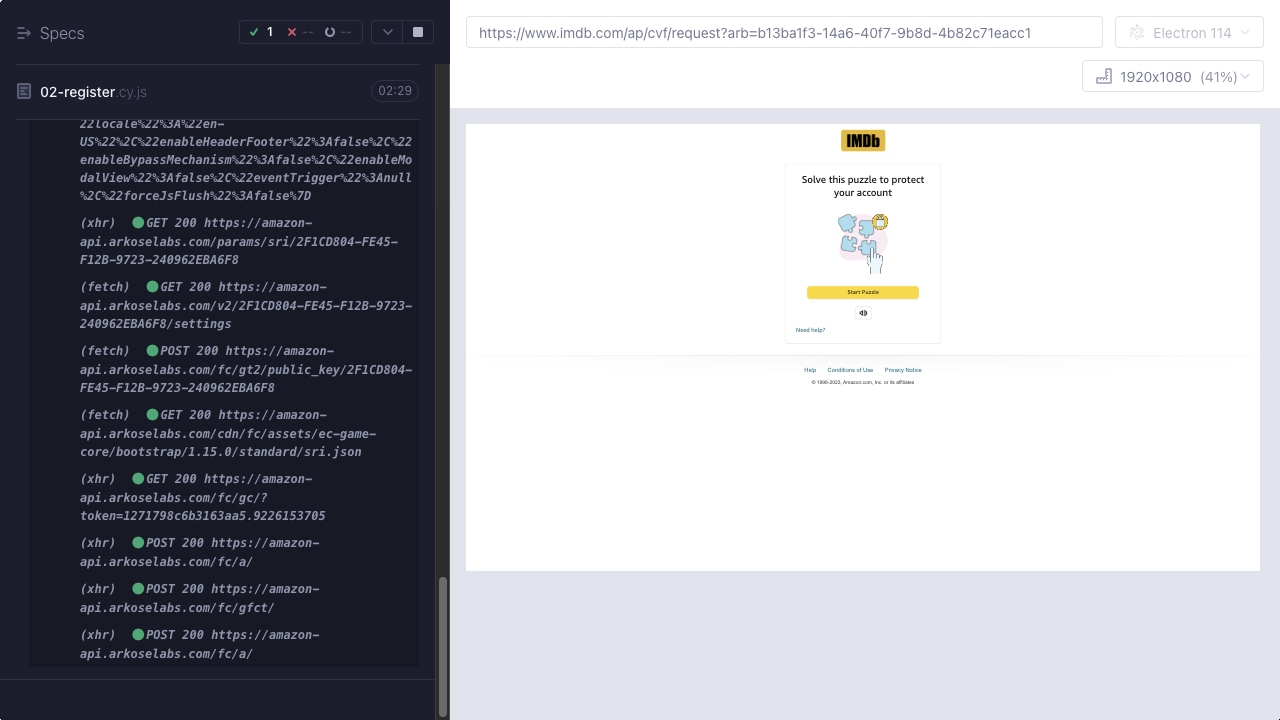 Specs
1
--
--
02-register.cy.js
02:29
22locale%22%3A%22en-
US%22%2C%22enableHeaderFooter%22%3Afalse%2C%22
enableBypassMechanism%22%3Afalse%2C%22enableMo
dalView%22%3Afalse%2C%22eventTrigger%22%3Anull
%2C%22forcelsFlush%22%3Afalse%7D
(xhr) GET 200 https://amazon-
api.arkoselabs.com/params/sri/2F1CD804-FE45-
F12B-9723-240962EBA6F8
(fetch) GET 200 https://amazon-
api.arkoselabs.com/v2/2F1CD804-FE45-F12B-9723-
240962EBA6F8/settings
(fetch) POST 200 https://amazon-
api.arkoselabs.com/fc/gt2/public_key/2F1CD804-
FE45-F12B-9723-240962EBA6F8
(fetch) GET 200 https://amazon-
api.arkoselabs.com/cdn/fc/assets/ec-game-
core/bootstrap/1.15.0/standard/sri.json
(xhr) GET 200 https://amazon-
api.arkoselabs.com/fc/gc/?
token=1271798c6b3163aa5.9226153705
(xhr) POST 200 https://amazon-
api.arkoselabs.com/fc/a/
(xhr) POST 200 https://amazon-
api.arkoselabs.com/fc/gfct/
(xhr) POST 200 https://amazon-
api.arkoselabs.com/fc/a/
https://www.imdb.com/ap/cvf/request?arb=b13ba1f3-14a6-40f7-9b8d-4b82c71eacc1
Electron 114
1920x1080 (41%)
IMDb
Solve this puzzle to protect
your account
Start Puzzle
Need help?
Help Conditions of Use Privacy Notice
© 1996-2023, Amazon.com, Inc. or its affiliates